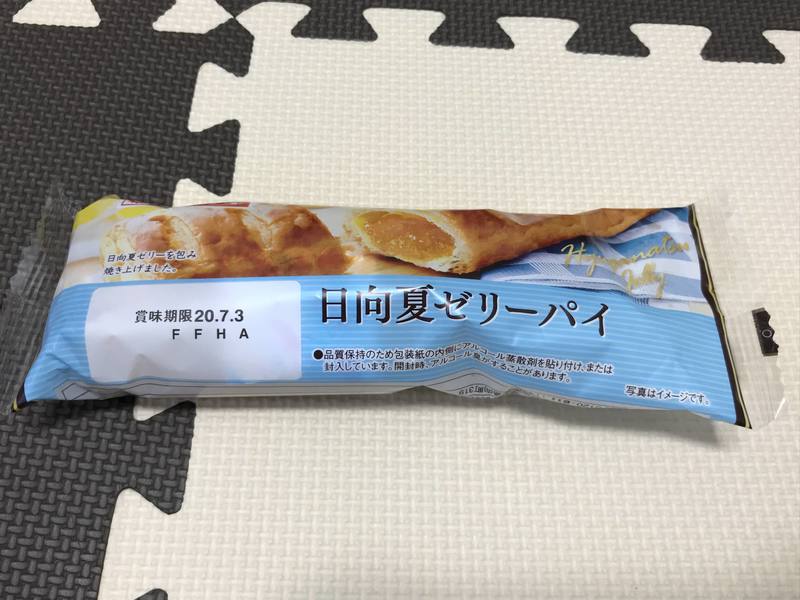 Hyuganatsu
Jelly
日向夏ゼリーを包み
焼き上げました。
日向夏ゼリーパイ
賞味期限 20.7.3
F F H A
●品質保持のため包装紙の内側にアルコール蒸散剤を貼り付け、または
封入しています。開封時、アルコール臭がすることがあります。
写真はイメージです。